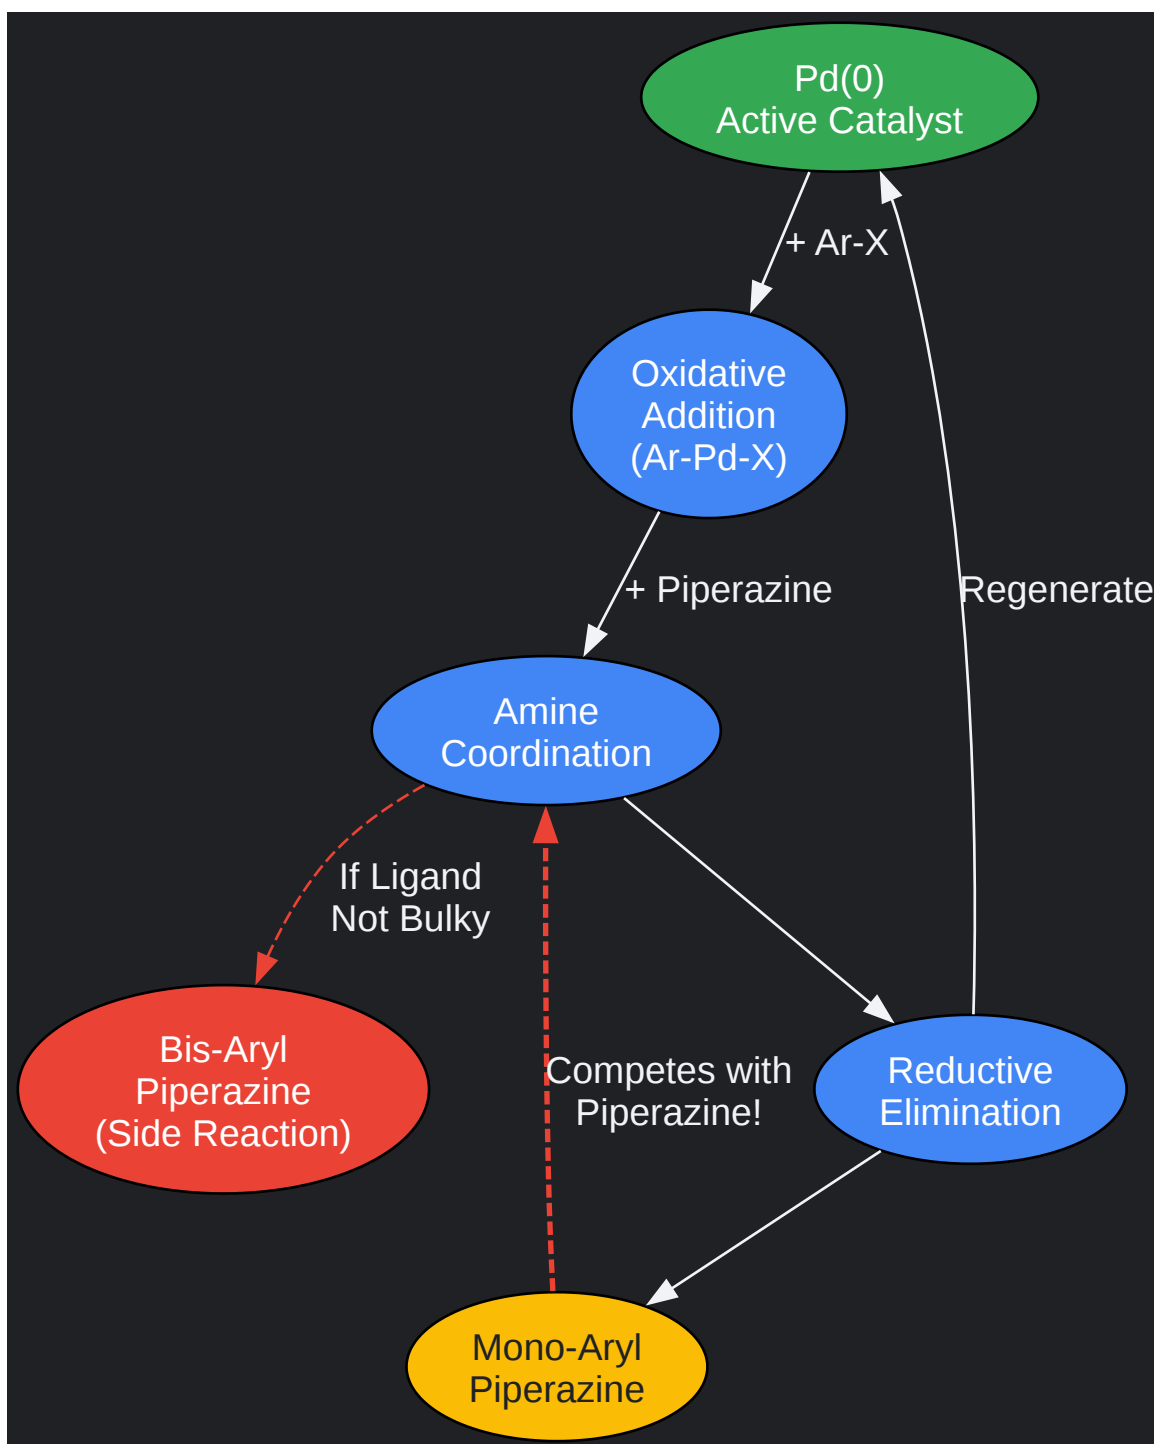 Pd(0)
Active Catalyst
+ Ar-X
Oxidative
Addition
(Ar-Pd-X)
+ Piperazine
Regenerate
Amine
Coordination
If Ligand
Not Bulky
Bis-Aryl
Piperazine
(Side Reaction)
Competes with
Piperazine!
Reductive
Elimination
Mono-Aryl
Piperazine